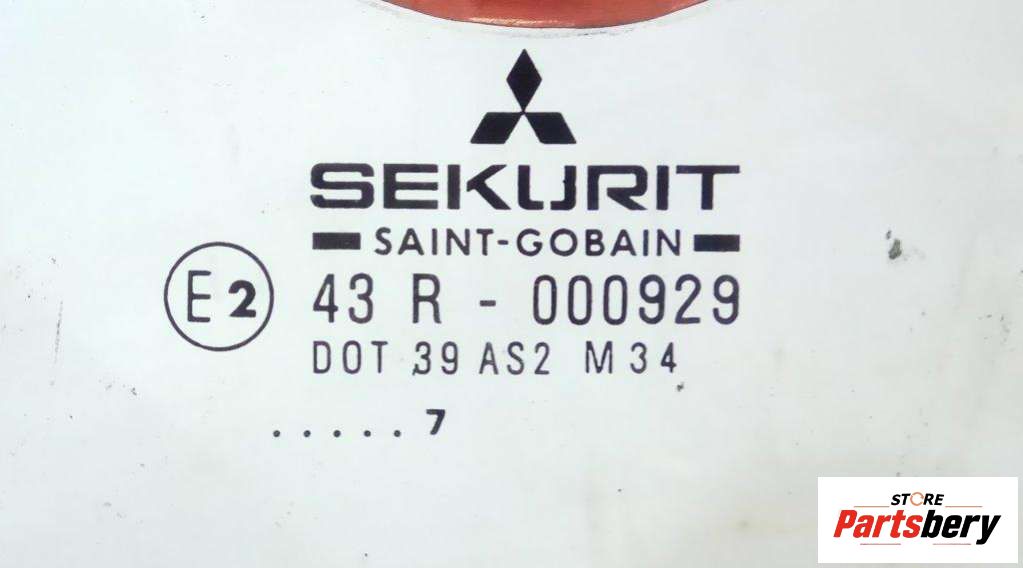 SEKURIT
SAINT-GOBAIN
E2 43 R - 000929
DOT 39 AS2 M34
.....7
STORE
Partsbery